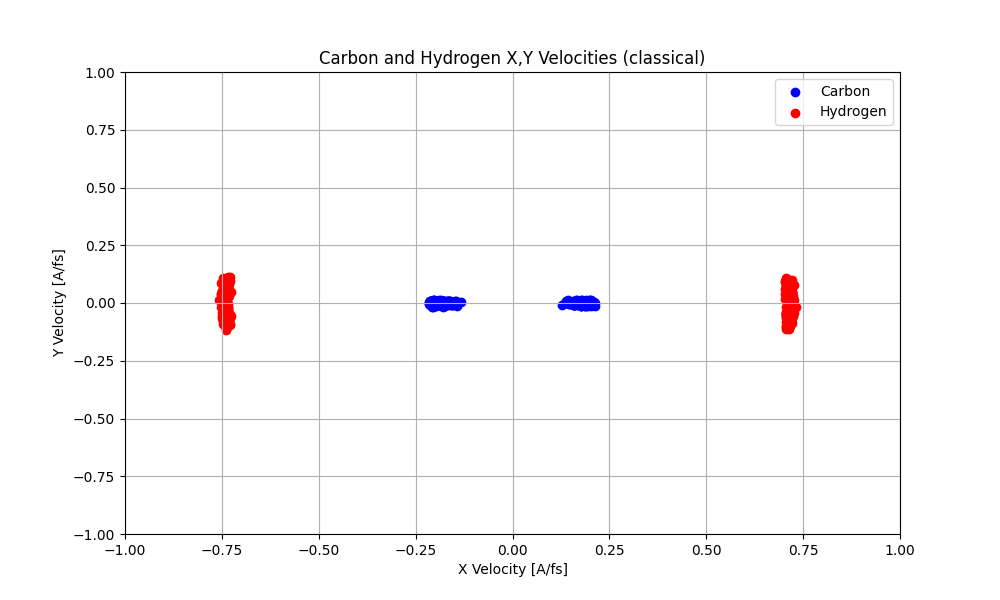 Carbon and Hydrogen X,Y Velocities (classical)
Carbon
Hydrogen
1.00
0.75
0.50
0.25
0.00
−0.25
−0.50
−0.75
−1.00
Y Velocity [A/fs]
−1.00 −0.75 −0.50 −0.25 0.00 0.25 0.50 0.75 1.00
X Velocity [A/fs]